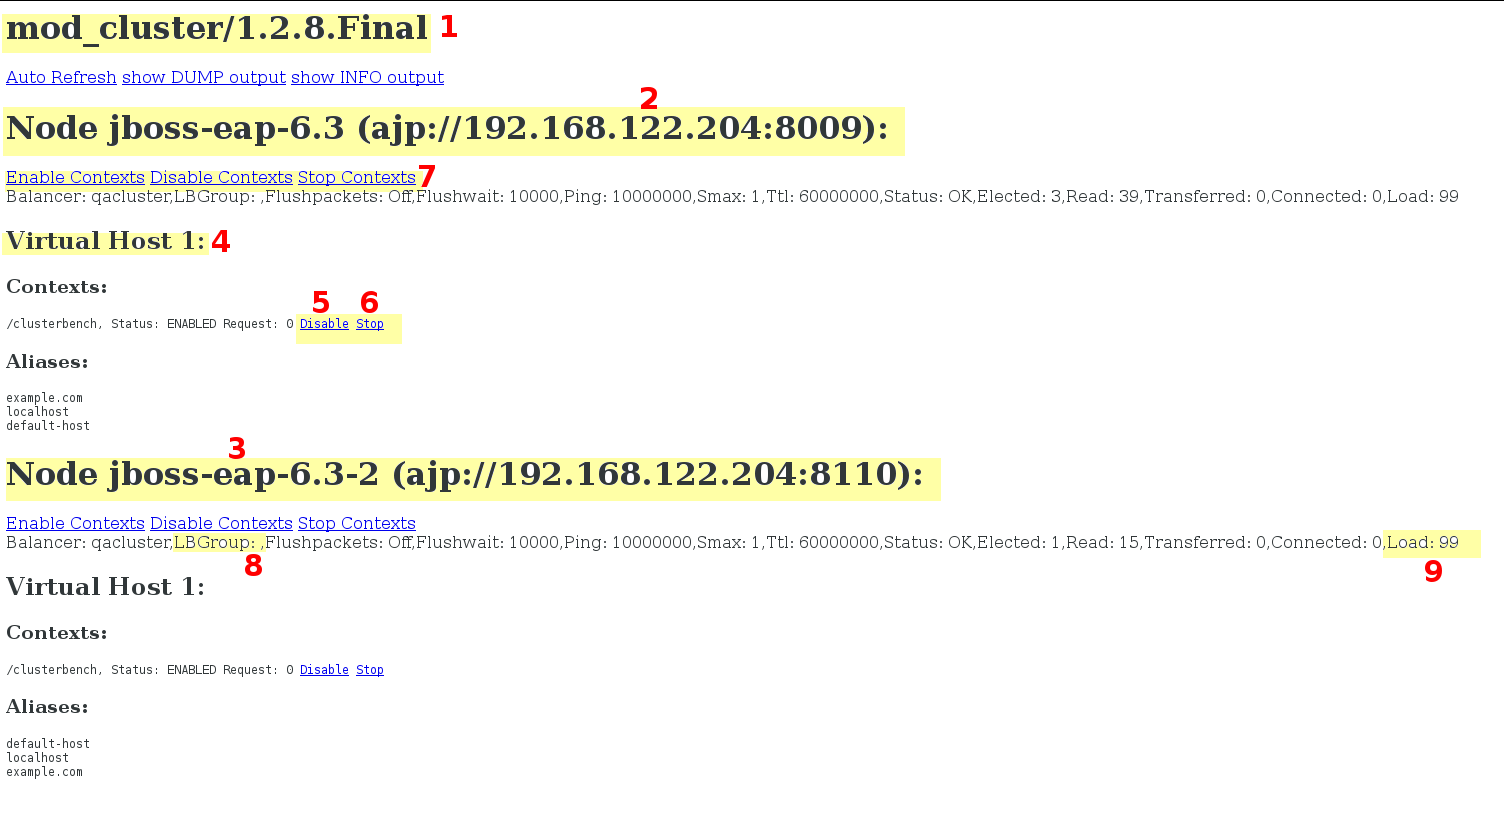 mod_cluster/1.2.8.Final 1
Auto Refresh show DUMP output show INFO output
2
Node jboss-eap-6.3 (ajp://192.168.122.204:8009):
Enable Contexts Disable Contexts Stop Contexts 7
Balancer: qacluster,LBGroup: ,Flushpackets: Off,Flushwait: 10000,Ping: 10000000,Smax: 1,Ttl: 60000000,Status: OK,Elected: 3,Read: 39,Transferred: 0,Connected: 0,Load: 99
Virtual Host 1: 4
Contexts:
5 6
/clusterbench, Status: ENABLED Request: 0 Disable Stop
Aliases:
example.com
localhost
default-host
3
Node jboss-eap-6.3-2 (ajp://192.168.122.204:8110):
Enable Contexts Disable Contexts Stop Contexts
Balancer: qacluster,LBGroup: ,Flushpackets: Off,Flushwait: 10000,Ping: 10000000,Smax: 1,Ttl: 60000000,Status: OK,Elected: 1,Read: 15,Transferred: 0,Connected: 0,Load: 99
8 9
Virtual Host 1:
Contexts:
/clusterbench, Status: ENABLED Request: 0 Disable Stop
Aliases:
default-host
localhost
example.com